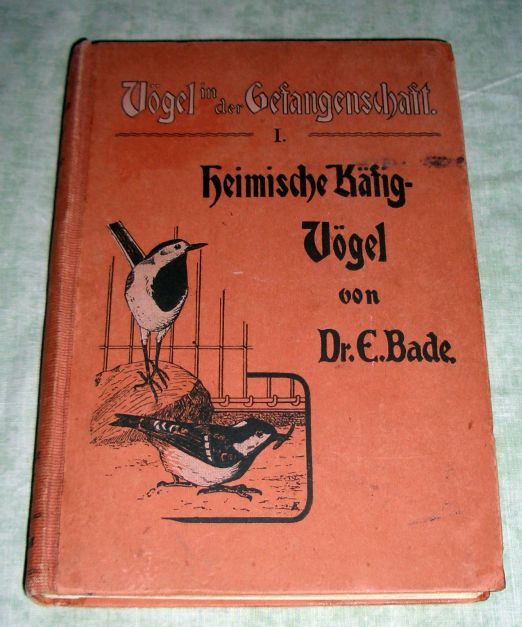 Vögel in der Gefangenschaft.
I.
Heimische Käfig-
Vögel
von
Dr. E. Bade.